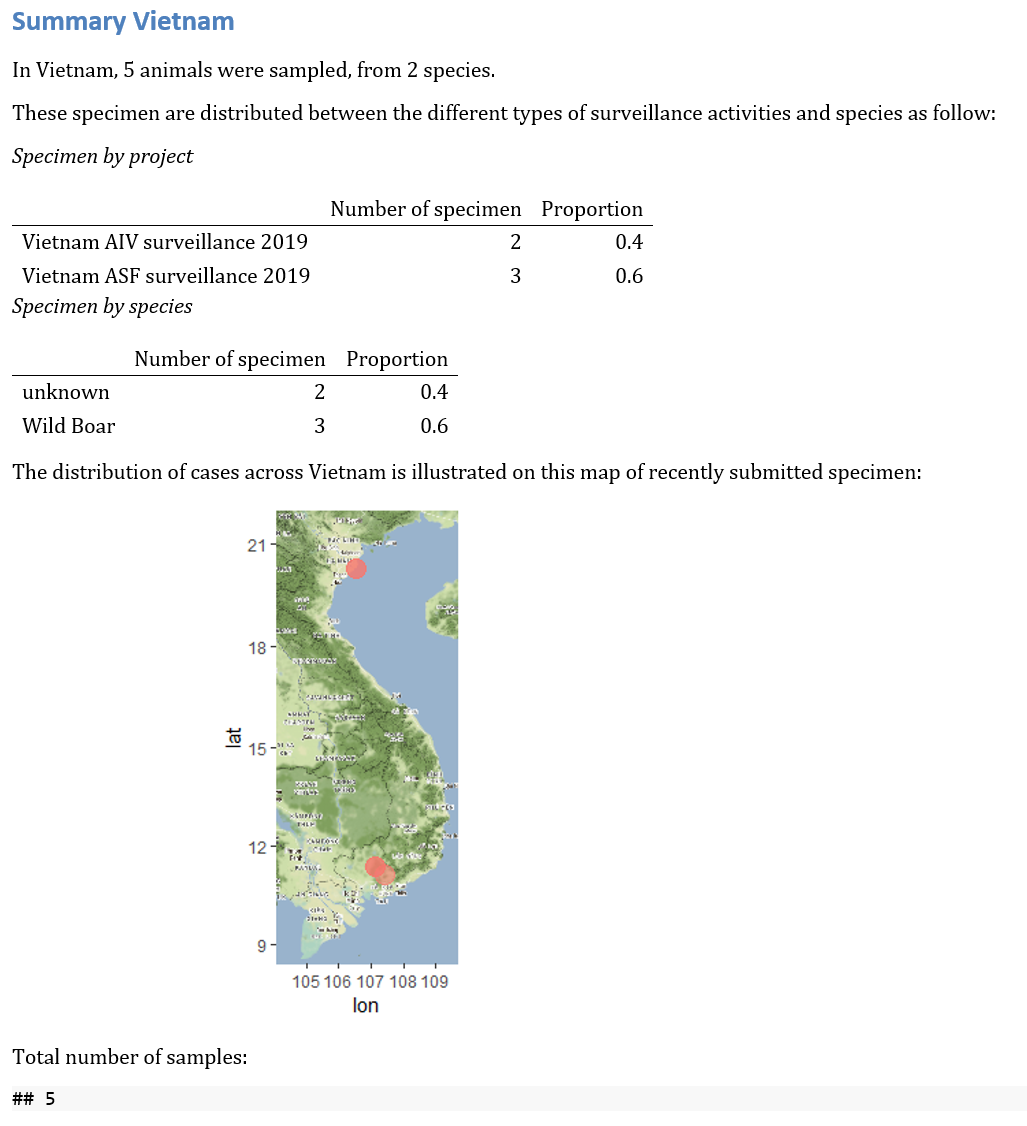 Summary Vietnam
In Vietnam, 5 animals were sampled, from 2 species.
These specimen are distributed between the different types of surveillance activities and species as follow:
Specimen by project
Number of specimen Proportion
Vietnam AIV surveillance 2019 2 0.4
Vietnam ASF surveillance 2019 3 0.6
Specimen by species
Number of specimen Proportion
unknown 2 0.4
Wild Boar 3 0.6
The distribution of cases across Vietnam is illustrated on this map of recently submitted specimen:
21
18
lat
15
12
9
105 106 107 108 109
lon
Total number of samples:
## 5